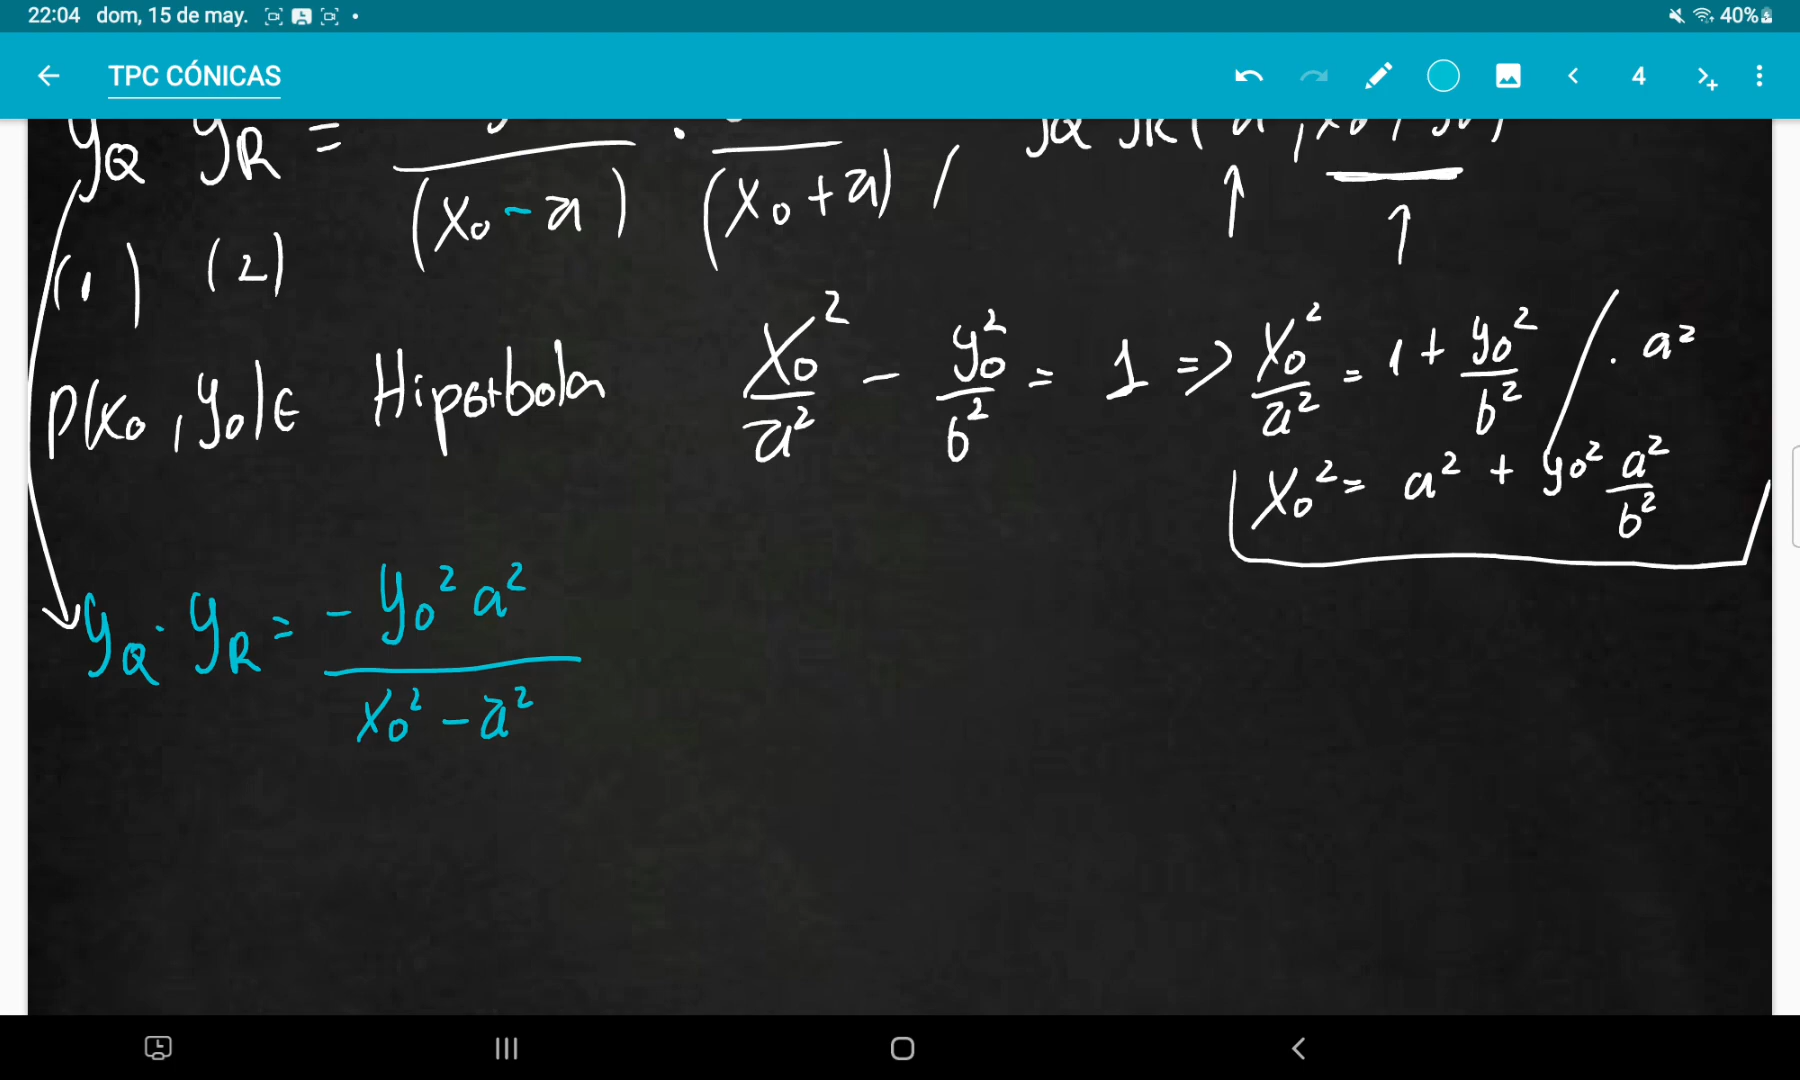 22:04 dom, 15 de may. 40%
TPC CÓNICAS 4
yQ yR = (x₀ - a) · (x₀ + a) /
(1) (2)
P(x₀, y₀) ∈ Hiperbola x₀²/a² - y₀²/b² = 1 => x₀²/a² = 1 + y₀²/b² / · a²
x₀² = a² + y₀² a²/b²
yQ · yR = - y₀² a² / x₀² - a²